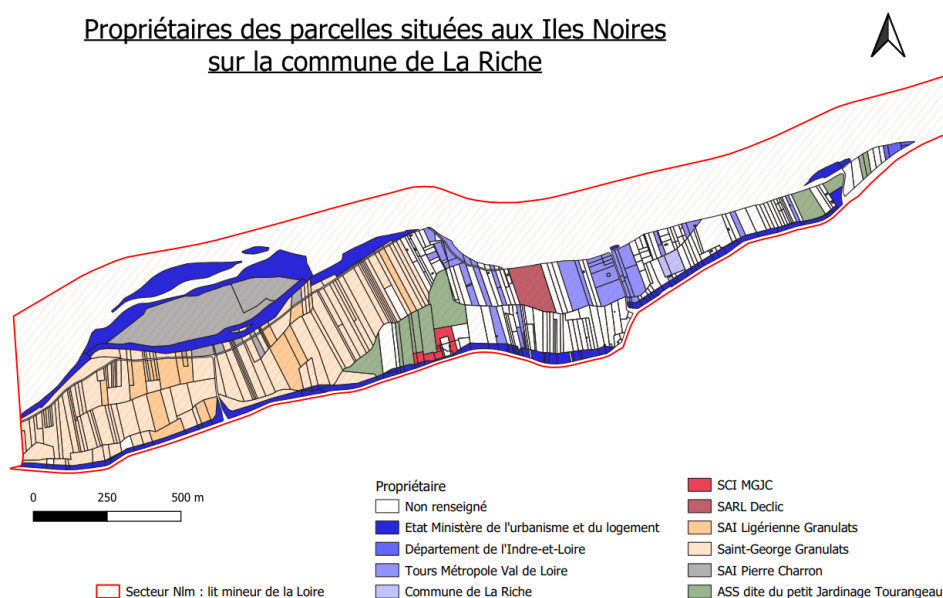 Propriétaires des parcelles situées aux Iles Noires
sur la commune de La Riche
0 250 500 m
Secteur Nlm : lit mineur de la Loire
Propriétaire
Non renseigné
Etat Ministère de l'urbanisme et du logement
Département de l'Indre-et-Loire
Tours Métropole Val de Loire
Commune de La Riche
SCI MGJC
SARL Declic
SAI Ligérienne Granulats
Saint-George Granulats
SAI Pierre Charron
ASS dite du petit Jardinage Tourangeau